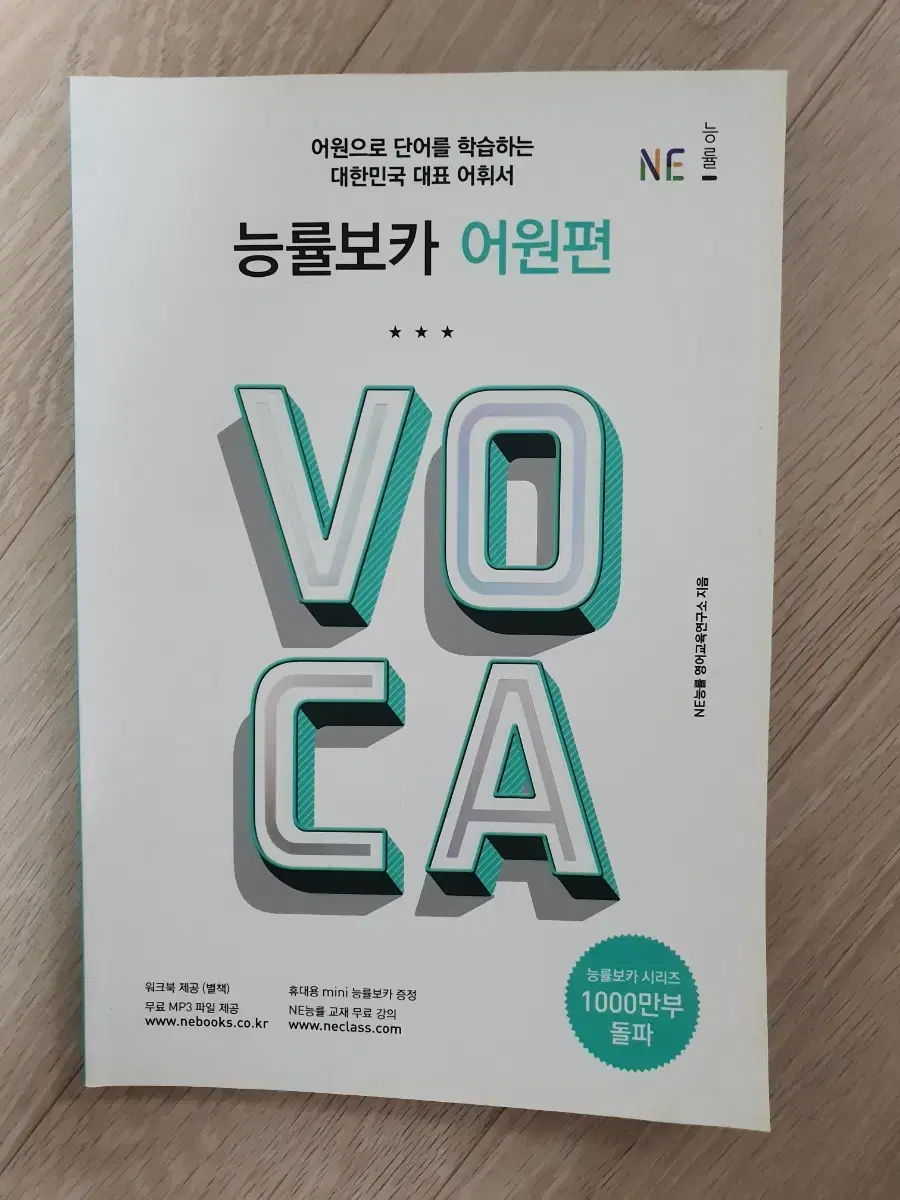 어원으로 단어를 학습하는
대한민국 대표 어휘서
NE능률
능률보카 어원편
★ ★ ★
VO
CA
NE능률 영어교육연구소 지음
워크북 제공 (별책)
무료 MP3 파일 제공
www.nebooks.co.kr
휴대용 mini 능률보카 증정
NE능률 교재 무료 강의
www.neclass.com
능률보카 시리즈
1000만부
돌파